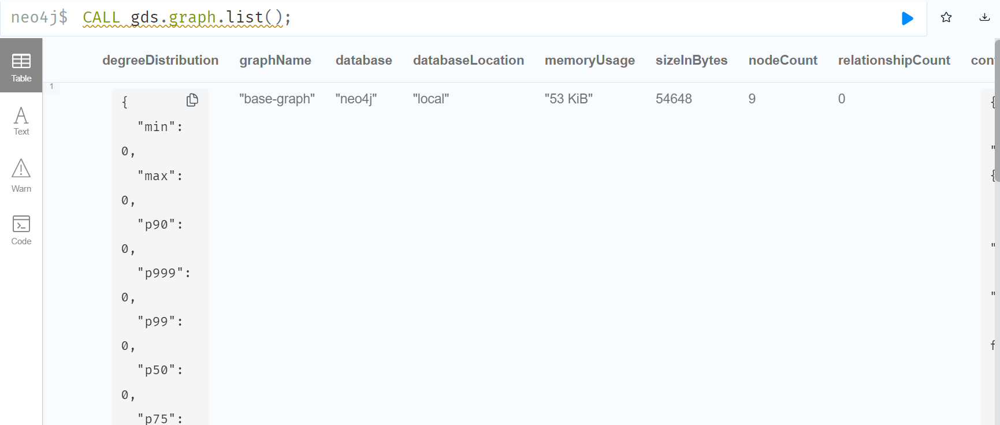 neo4j$ CALL gds.graph.list();
Table
Text
Warn
Code
degreeDistribution graphName database databaseLocation memoryUsage sizeInBytes nodeCount relationshipCount
1
{
"min":
0,
"max":
0,
"p90":
0,
"p999":
0,
"p99":
0,
"p50":
0,
"p75":
"base-graph" "neo4j" "local" "53 KiB" 54648 9 0
{
"
{
"
"
f